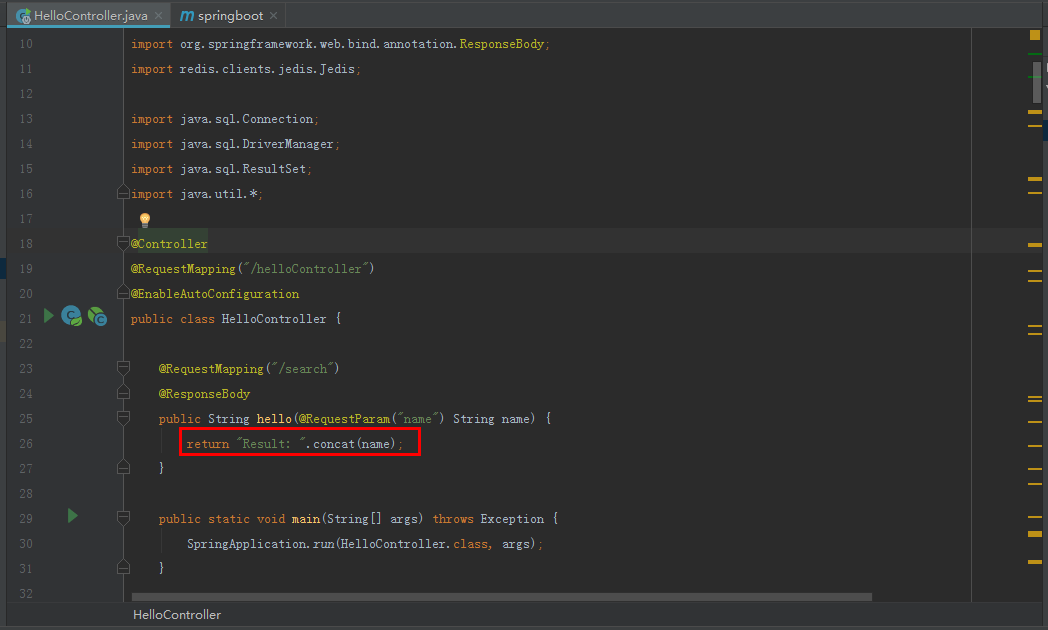 HelloController.java × m springboot ×
10 import org.springframework.web.bind.annotation.ResponseBody;
11 import redis.clients.jedis.Jedis;
12
13 import java.sql.Connection;
14 import java.sql.DriverManager;
15 import java.sql.ResultSet;
16 import java.util.*;
17
18 @Controller
19 @RequestMapping("/helloController")
20 @EnableAutoConfiguration
21 public class HelloController {
22
23 @RequestMapping("/search")
24 @ResponseBody
25 public String hello(@RequestParam("name") String name) {
26 return "Result: ".concat(name);
27 }
28
29 public static void main(String[] args) throws Exception {
30 SpringApplication.run(HelloController.class, args);
31 }
32
HelloController